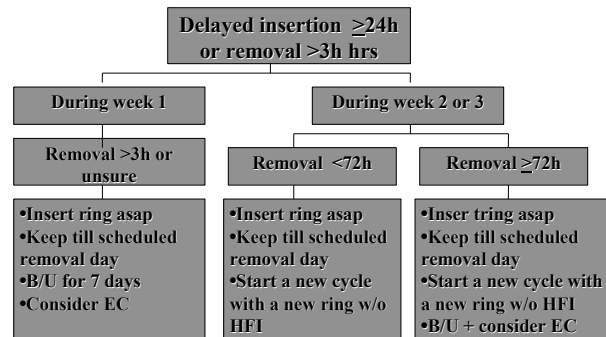 Delayed insertion >24h
or removal >3h hrs
During week 1
During week 2 or 3
Removal >3h or
unsure
Removal <72h
Removal >72h
•Insert ring asap
•Keep till scheduled
removal day
•B/U for 7 days
•Consider EC
•Insert ring asap
•Keep till scheduled
removal day
•Start a new cycle
with a new ring w/o
HFI
•Inser tring asap
•Keep till scheduled
removal day
•Start a new cycle with
a new ring w/o HFI
•B/U + consider EC